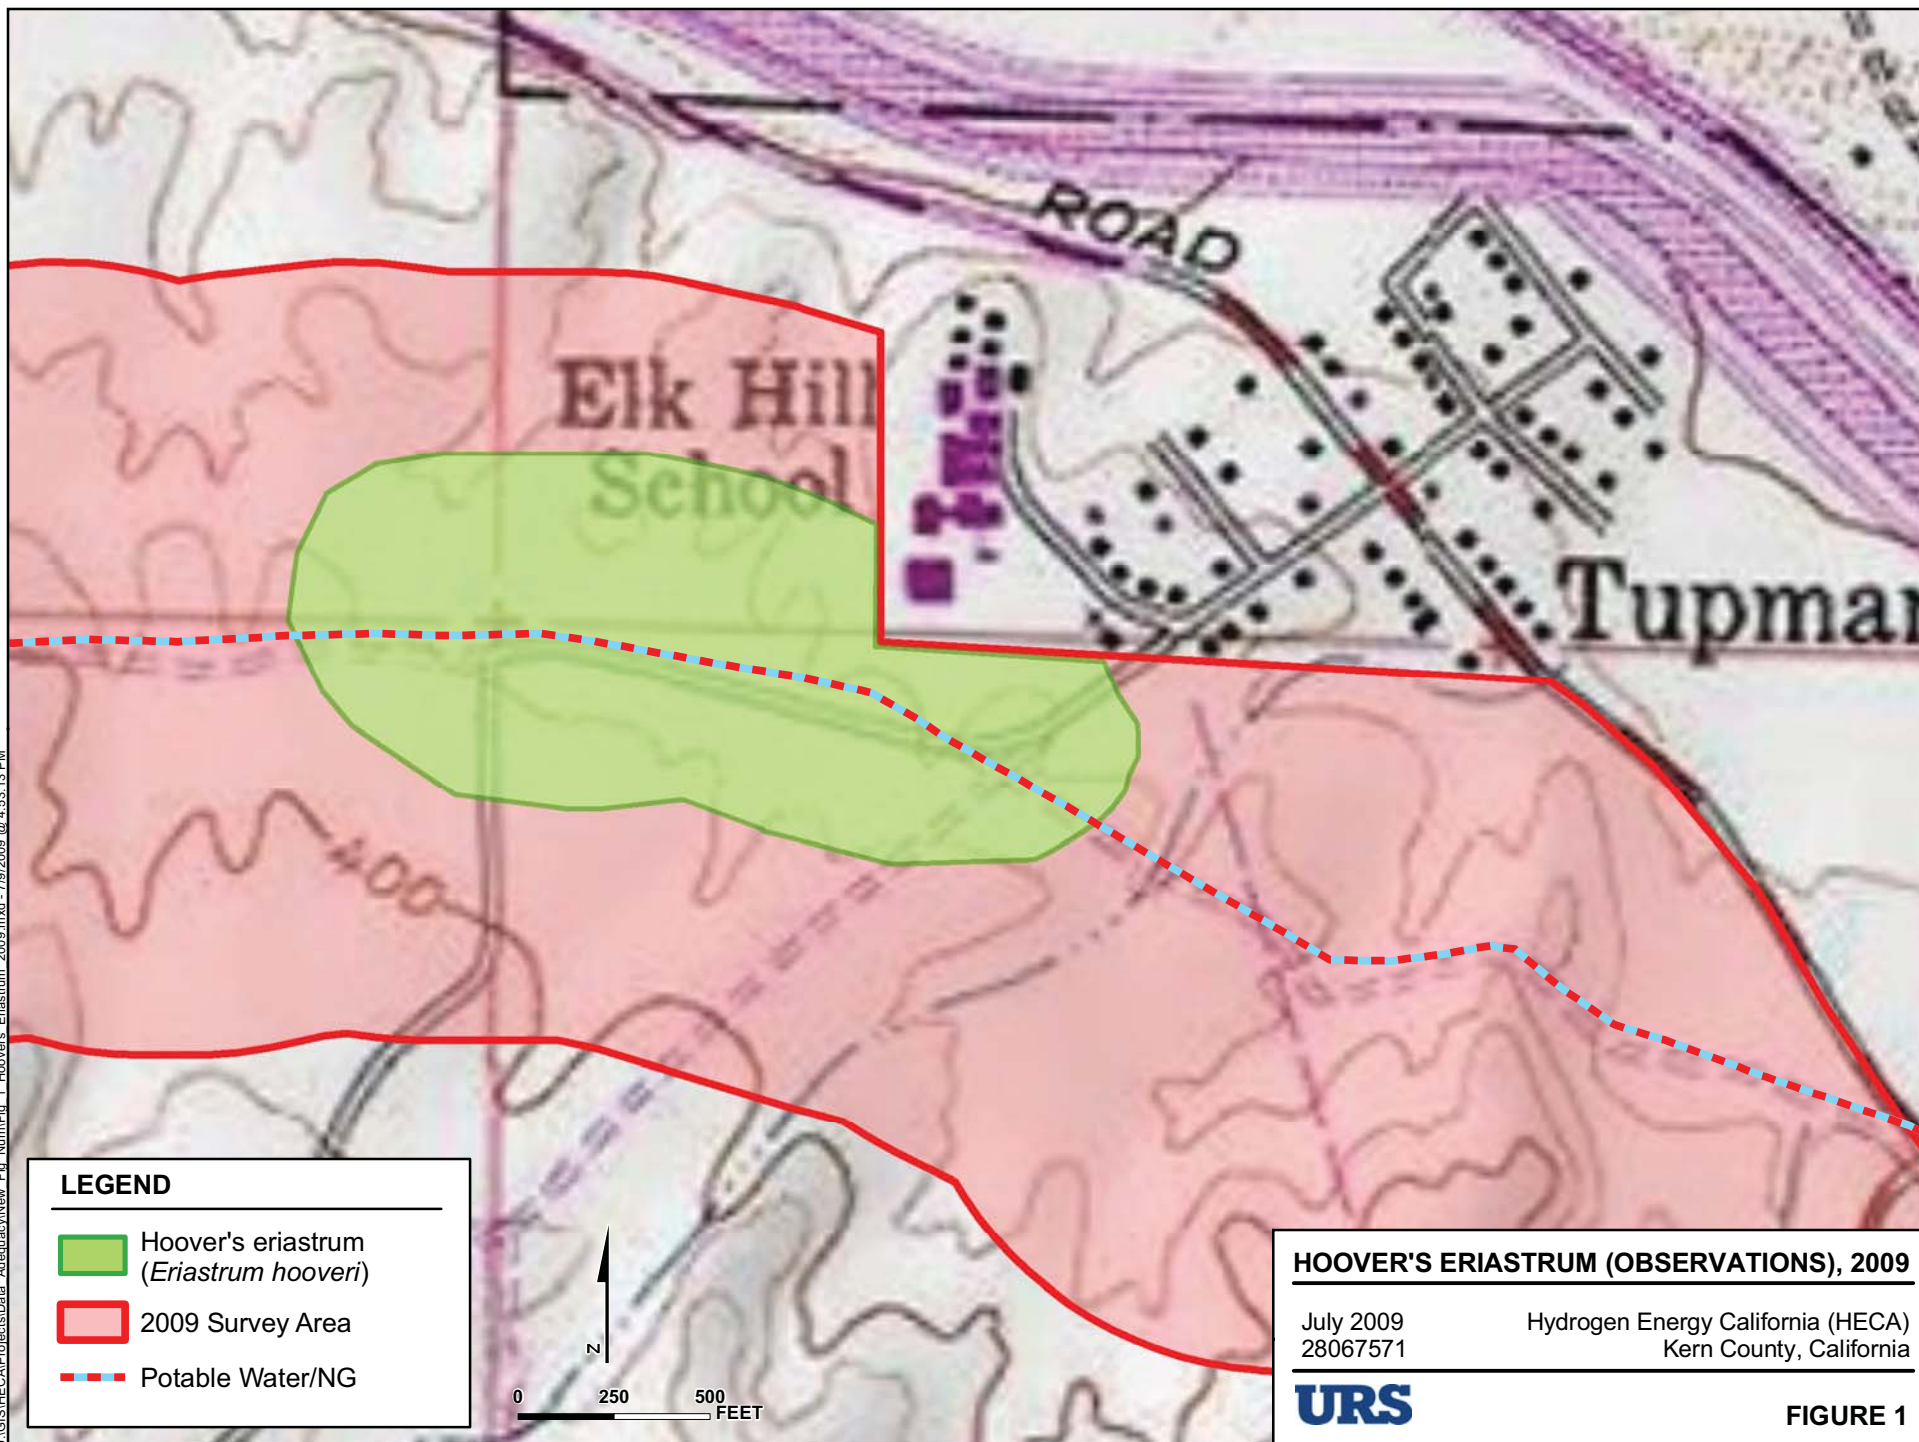 ROAD
Elk Hill
School
Tupman
400
LEGEND
Hoover's eriastrum
(Eriastrum hooveri)
2009 Survey Area
Potable Water/NG
N
0 250 500
FEET
HOOVER'S ERIASTRUM (OBSERVATIONS), 2009
July 2009 Hydrogen Energy California (HECA)
28067571 Kern County, California
URS
FIGURE 1